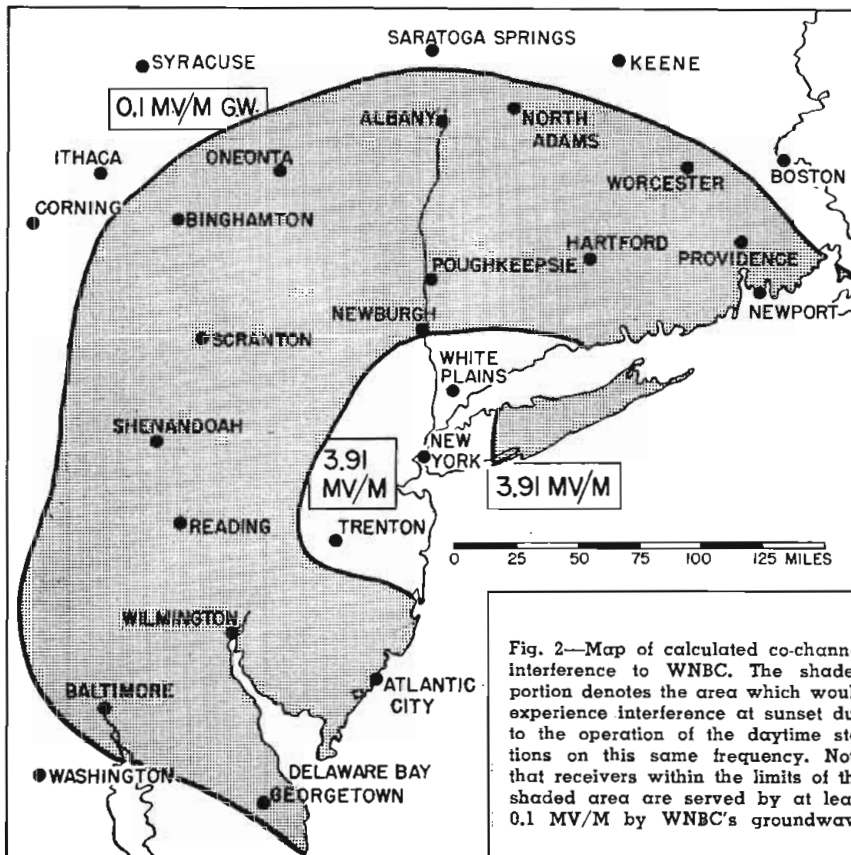 SARATOGA SPRINGS
SYRACUSE
KEENE
0.1 MV/M G.W.
ALBANY
NORTH
ADAMS
ITHACA
ONEONTA
WORCESTER
BOSTON
CORNING
BINGHAMTON
HARTFORD
PROVIDENCE
POUGHKEEPSIE
NEWPORT
NEWBURGH
SCRANTON
WHITE
PLAINS
SHENANDOAH
NEW
YORK
3.91
MV/M
3.91 MV/M
READING
TRENTON
0 25 50 75 100 125 MILES
WILMINGTON
ATLANTIC
CITY
BALTIMORE
WASHINGTON
DELAWARE BAY
GEORGETOWN
Fig. 2—Map of calculated co-channe
interference to WNBC. The shade
portion denotes the area which woul
experience interference at sunset du
to the operation of the daytime sta
tions on this same frequency. Not
that receivers within the limits of th
shaded area are served by at leas
0.1 MV/M by WNBC's groundwav